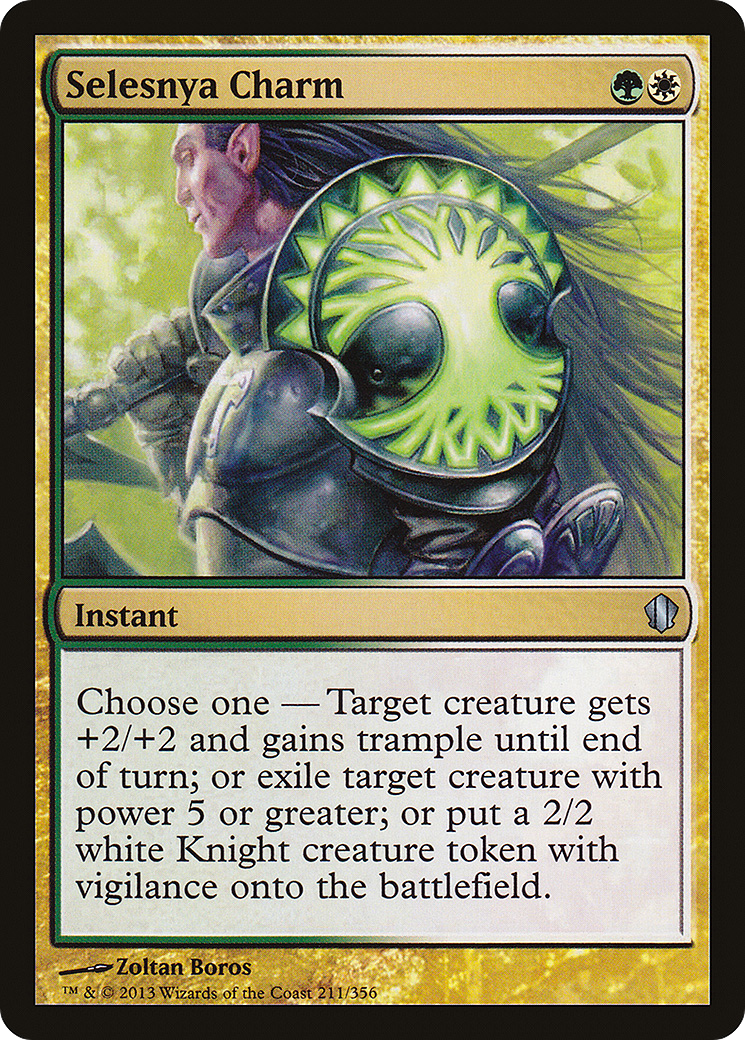 Selesnya Charm
Instant
Choose one — Target creature gets
+2/+2 and gains trample until end
of turn; or exile target creature with
power 5 or greater; or put a 2/2
white Knight creature token with
vigilance onto the battlefield.
Zoltan Boros
™ & © 2013 Wizards of the Coast 211/356